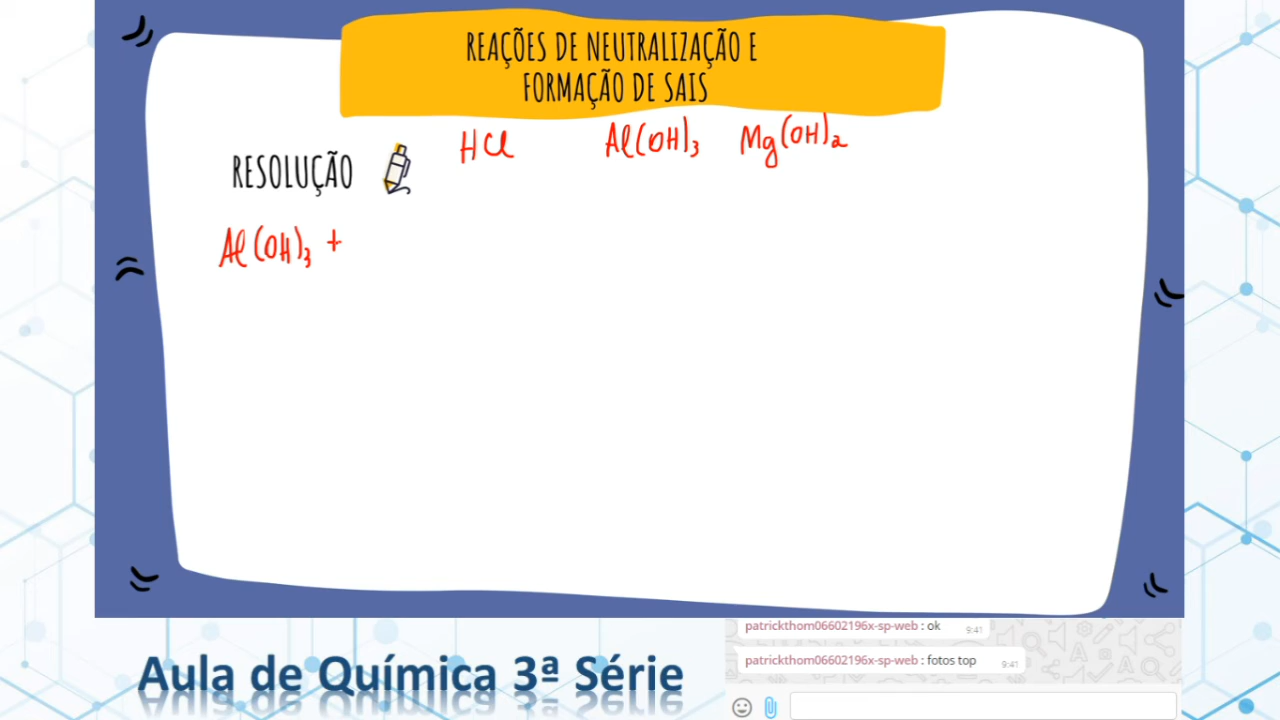 REAÇÕES DE NEUTRALIZAÇÃO E
FORMAÇÃO DE SAIS
RESOLUÇÃO
HCl Al(OH)₃ Mg(OH)₂
Al(OH)₃ +
patrickthom06602196x-sp-web : ok 9:41
patrickthom06602196x-sp-web : fotos top 9:41
Aula de Química 3ª Série